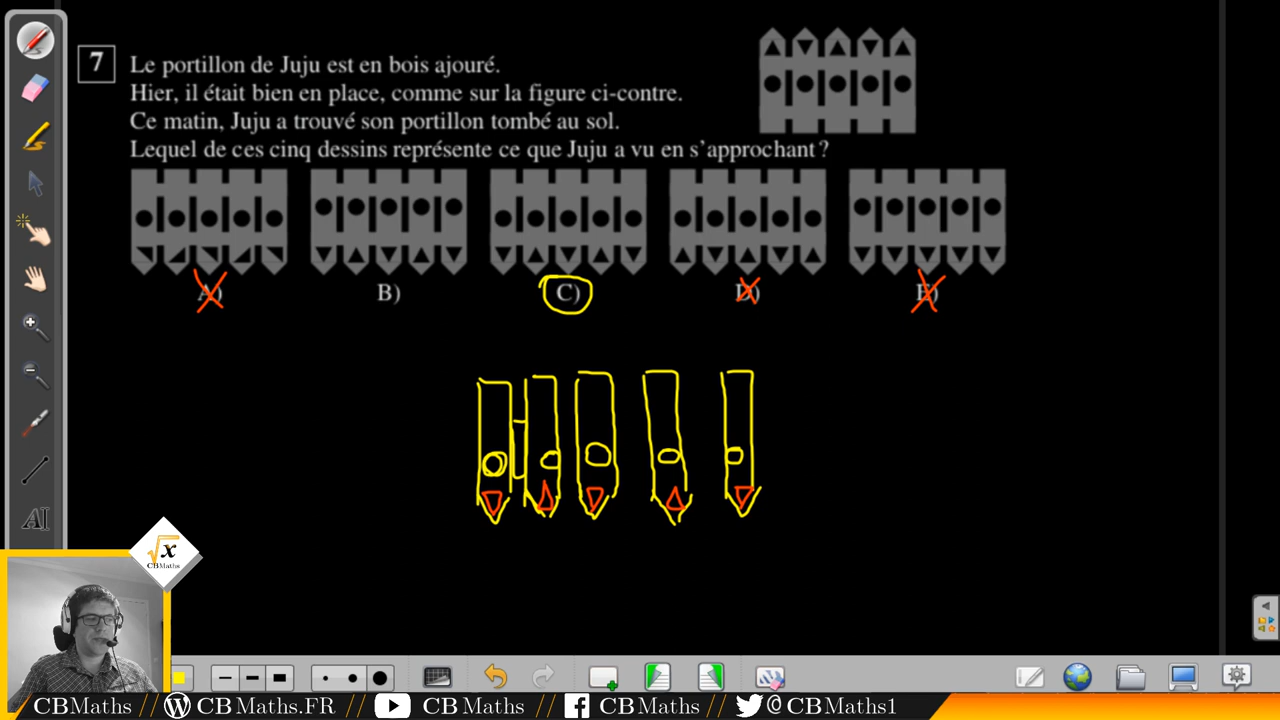 7
Le portillon de Juju est en bois ajouré.
Hier, il était bien en place, comme sur la figure ci-contre.
Ce matin, Juju a trouvé son portillon tombé au sol.
Lequel de ces cinq dessins représente ce que Juju a vu en s'approchant ?
A) B) C) D) E)
AI
√x
CBMaths
CBMaths // CBMaths.FR // CBMaths // CBMaths // @CBMaths1